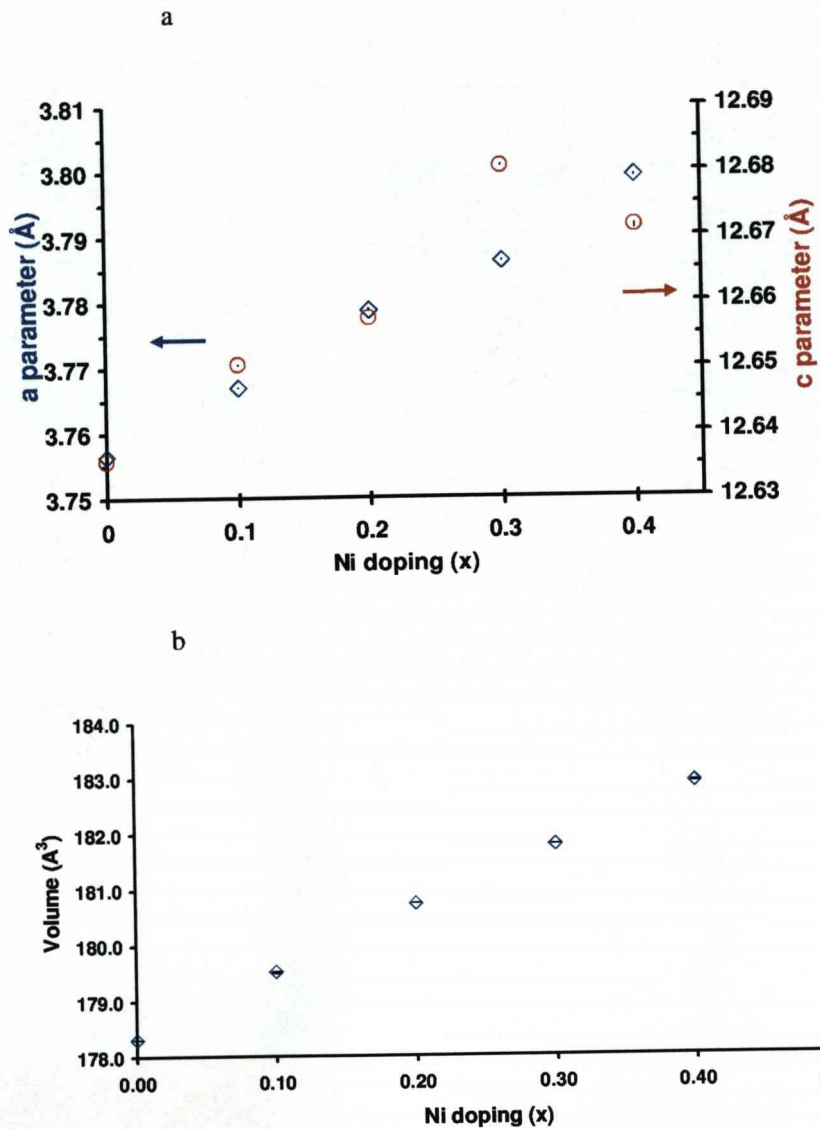 a
3.81
3.80
3.79
3.78
3.77
3.76
3.75
a parameter (Å)
12.69
12.68
12.67
12.66
12.65
12.64
12.63
c parameter (Å)
0 0.1 0.2 0.3 0.4
Ni doping (x)
b
184.0
183.0
182.0
181.0
180.0
179.0
178.0
Volume (A³)
0.00 0.10 0.20 0.30 0.40
Ni doping (x)